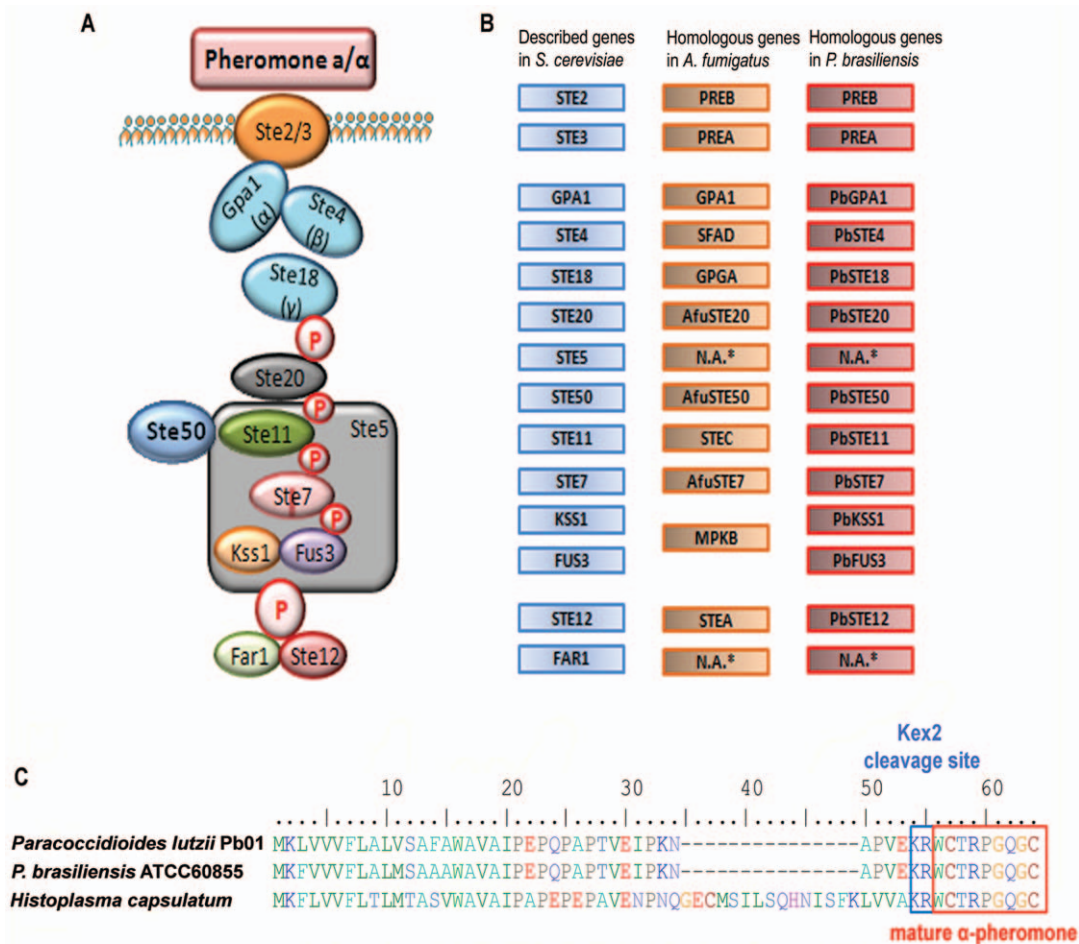 A
Pheromone a/α
Ste2/3
Gpa1
(α)
Ste4
(β)
Ste18
(γ)
P
Ste20
P
Ste50
Ste11
Ste5
P
Ste7
P
Kss1
Fus3
P
Far1
Ste12
B
Described genes in S. cerevisiae
Homologous genes in A. fumigatus
Homologous genes in P. brasiliensis
STE2 PREB PREB
STE3 PREA PREA
GPA1 GPA1 PbGPA1
STE4 SFAD PbSTE4
STE18 GPGA PbSTE18
STE20 AfuSTE20 PbSTE20
STE5 N.A.* N.A.*
STE50 AfuSTE50 PbSTE50
STE11 STEC PbSTE11
STE7 AfuSTE7 PbSTE7
KSS1 MPKB PbKSS1
FUS3 PbFUS3
STE12 STEA PbSTE12
FAR1 N.A.* N.A.*
C
Kex2
cleavage site
10 20 30 40 50 60
Paracoccidioides lutzii Pb01 MKLVVVFLALVSAFAWAVAIPEPQPAPTVEIPKN---------------APVEKRWCTRPGQGC
P. brasiliensis ATCC60855 MKFVVVFLALMSAFAWAVAIPEPQPAPTVEIPKN---------------APVEKRWCTRPGQGC
Histoplasma capsulatum MKFLVVFLTLMTASVWAVAIPAPEPEPAVENPNQGECMSILSQHNISFKLVVAKRWCTRPGQGC
mature α-pheromone